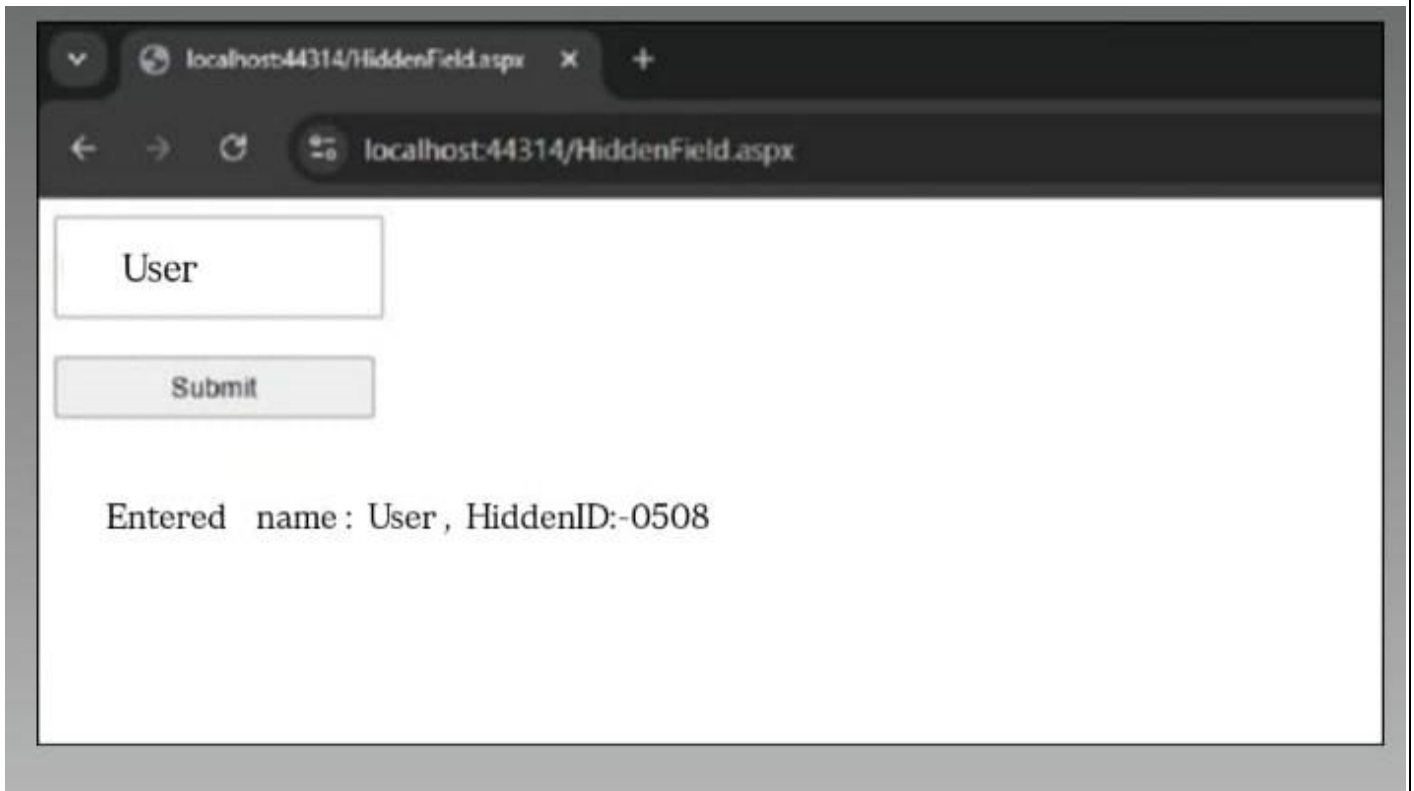 localhost:44314/HiddenField.aspx
localhost:44314/HiddenField.aspx
User
Submit
Entered name : User , HiddenID:-0508